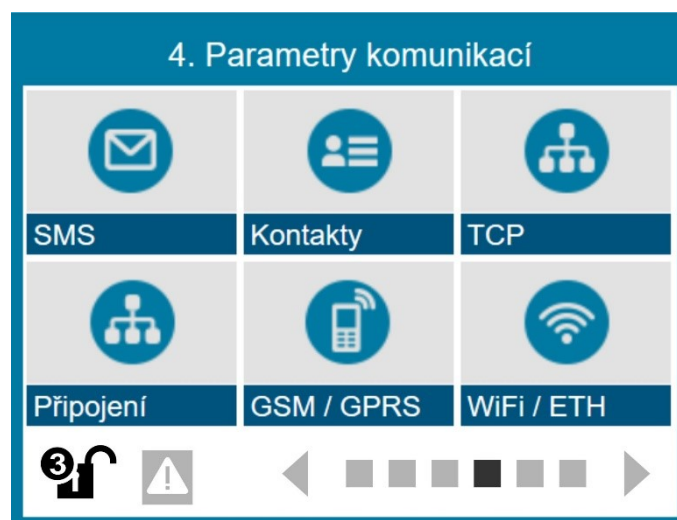 4. Parametry komunikací
SMS
Kontakty
TCP
Připojení
GSM / GPRS
WiFi / ETH
3